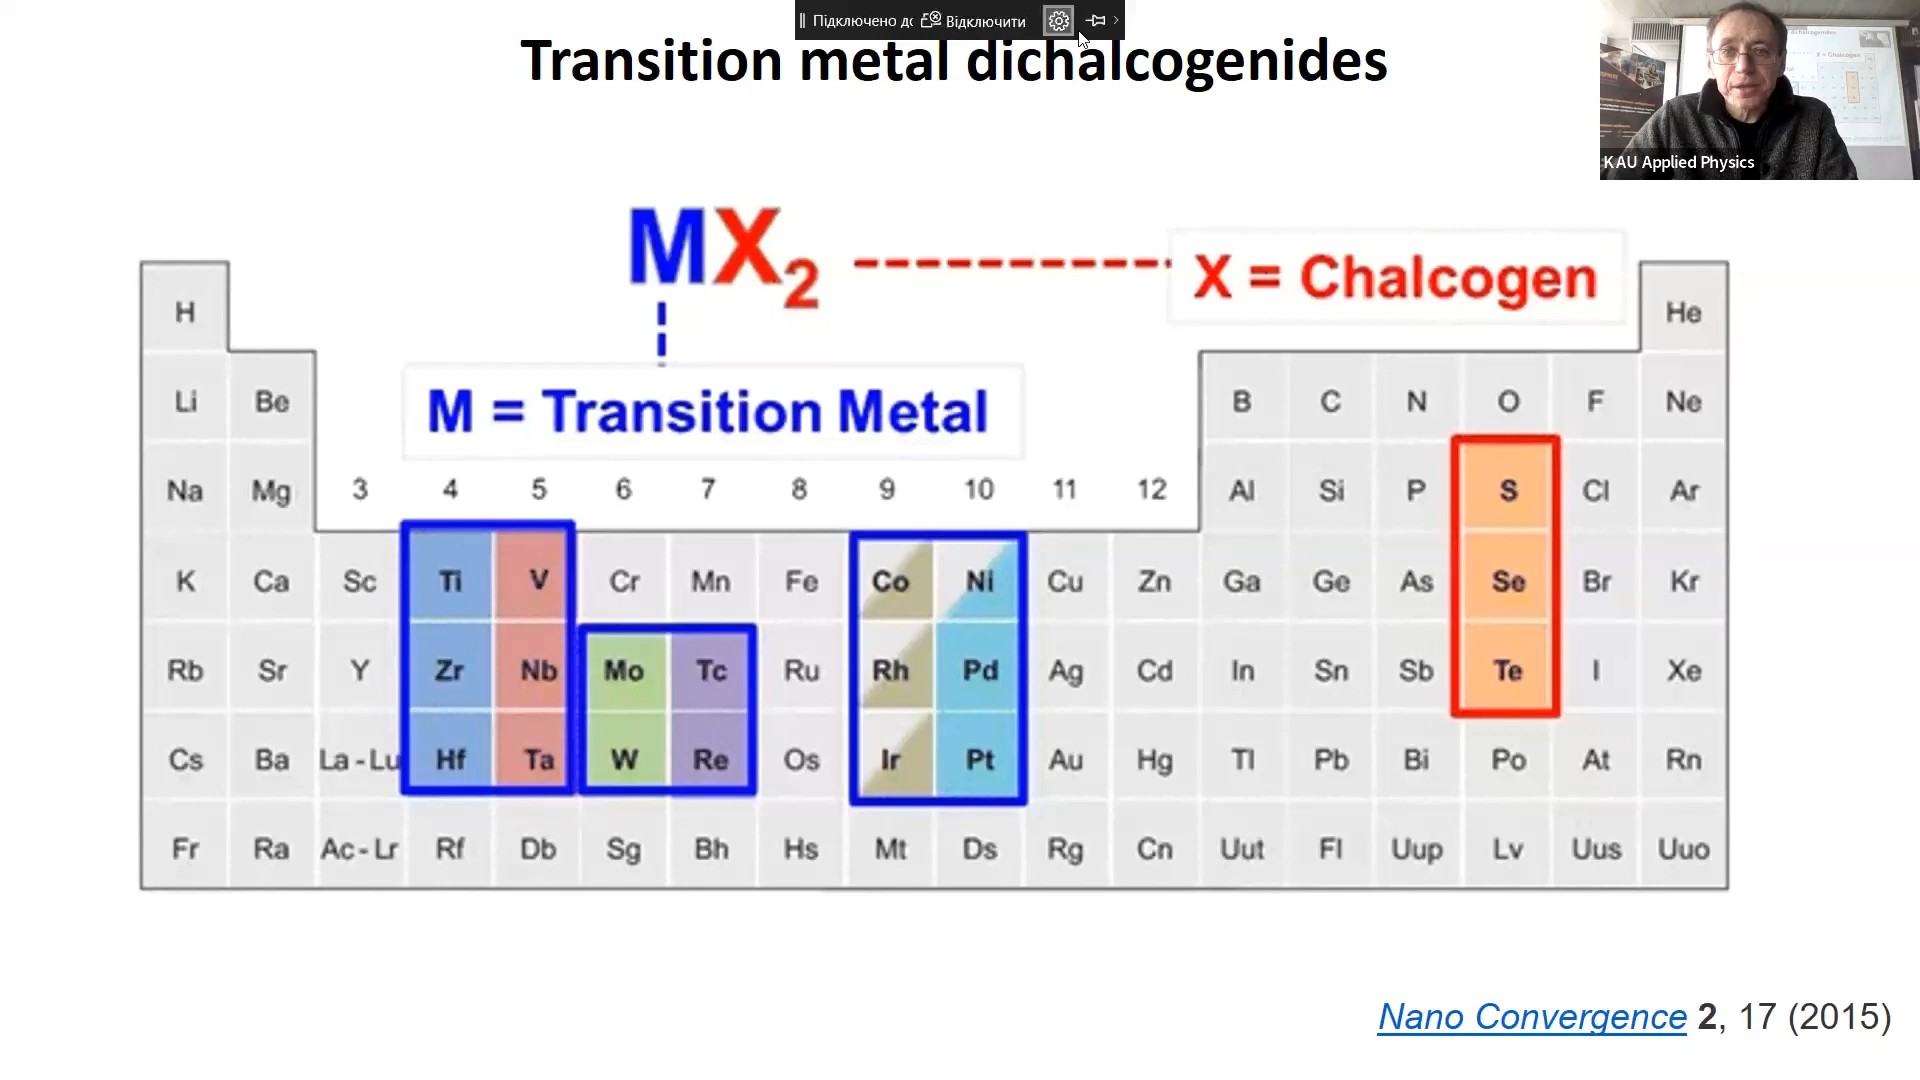 Підключено до Відключити
Transition metal dichalcogenides
KAU Applied Physics
MX2
X = Chalcogen
H He
M = Transition Metal
Li Be B C N O F Ne
Na Mg 3 4 5 6 7 8 9 10 11 12 Al Si P S Cl Ar
K Ca Sc Ti V Cr Mn Fe Co Ni Cu Zn Ga Ge As Se Br Kr
Rb Sr Y Zr Nb Mo Tc Ru Rh Pd Ag Cd In Sn Sb Te I Xe
Cs Ba La - Lu Hf Ta W Re Os Ir Pt Au Hg Tl Pb Bi Po At Rn
Fr Ra Ac - Lr Rf Db Sg Bh Hs Mt Ds Rg Cn Uut Fl Uup Lv Uus Uuo
Nano Convergence 2, 17 (2015)